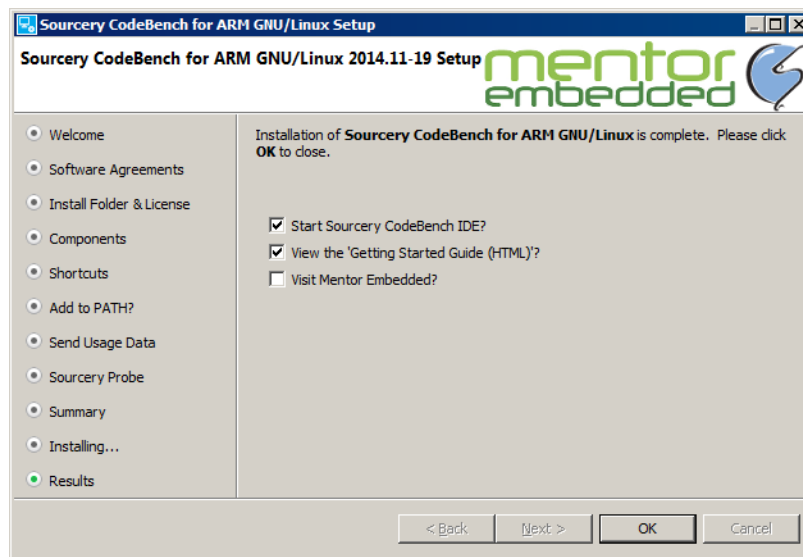 Sourcery CodeBench for ARM GNU/Linux Setup
Sourcery CodeBench for ARM GNU/Linux 2014.11-19 Setup
mentor
embedded
Welcome
Software Agreements
Install Folder & License
Components
Shortcuts
Add to PATH?
Send Usage Data
Sourcery Probe
Summary
Installing...
Results
Installation of Sourcery CodeBench for ARM GNU/Linux is complete. Please click
OK to close.
Start Sourcery CodeBench IDE?
View the 'Getting Started Guide (HTML)'?
Visit Mentor Embedded?
< Back
Next >
OK
Cancel